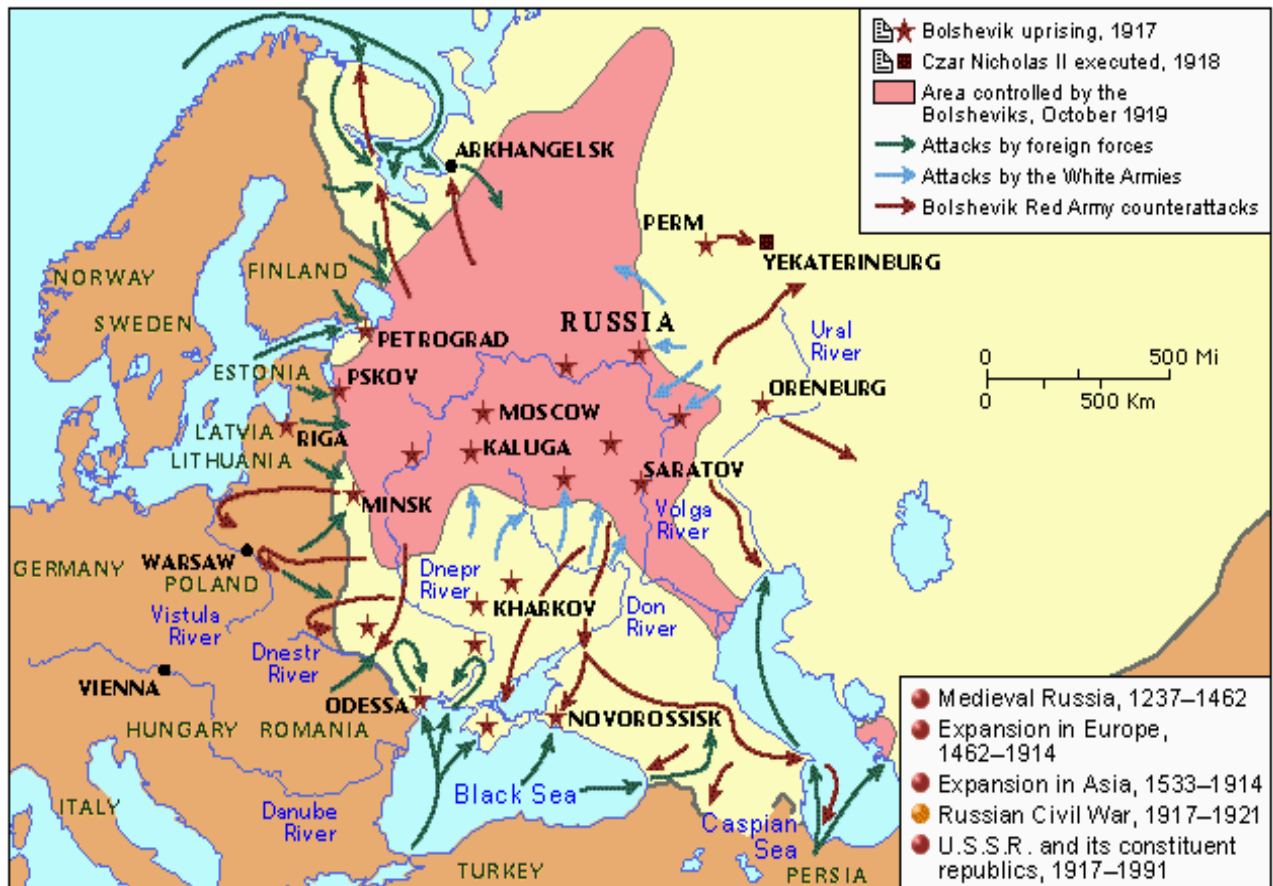 Bolshevik uprising, 1917
Czar Nicholas II executed, 1918
Area controlled by the
Bolsheviks, October 1919
Attacks by foreign forces
Attacks by the White Armies
Bolshevik Red Army counterattacks
ARKHANGELSK
PERM
YEKATERINBURG
NORWAY
FINLAND
SWEDEN
RUSSIA
PETROGRAD
Ural
River
0 500 Mi
0 500 Km
ESTONIA
PSKOV
ORENBURG
MOSCOW
LATVIA
RIGA
KALUGA
LITHUANIA
SARATOV
MINSK
Volga
River
WARSAW
GERMANY
POLAND
Dnepr
River
Vistula
River
KHARKOV
Don
River
Dnestr
River
VIENNA
ODESSA
NOVOROSSISK
HUNGARY
ROMANIA
Black Sea
ITALY
Danube
River
Caspian
Sea
TURKEY
PERSIA
Medieval Russia, 1237–1462
Expansion in Europe,
1462–1914
Expansion in Asia, 1533–1914
Russian Civil War, 1917–1921
U.S.S.R. and its constituent
republics, 1917–1991